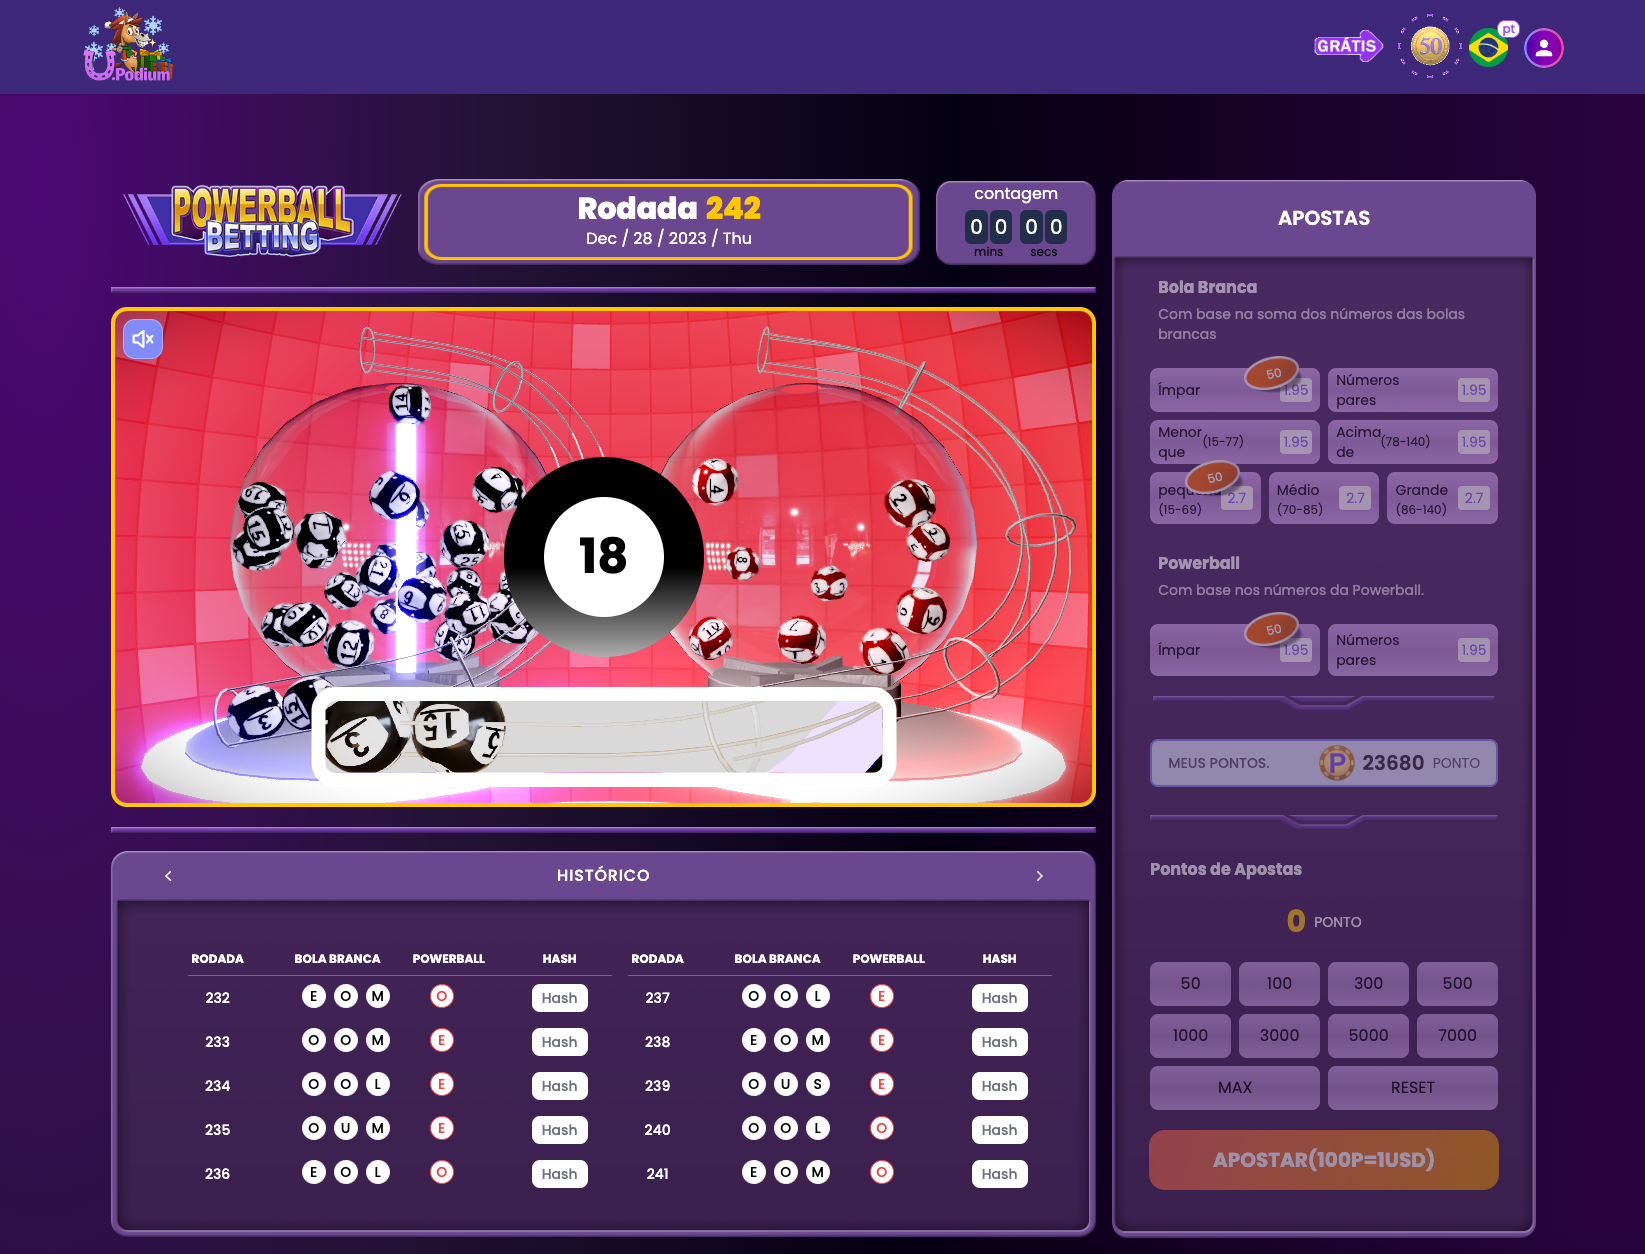 U.Podium
GRÁTIS
50
pt
POWERBALL
BETTING
Rodada 242
Dec / 28 / 2023 / Thu
contagem
0 0 0 0
mins secs
18
3 15
HISTÓRICO
RODADA BOLA BRANCA POWERBALL HASH RODADA BOLA BRANCA POWERBALL HASH
232 E O M O Hash 237 O O L E Hash
233 O O M E Hash 238 E O M E Hash
234 O O L E Hash 239 O U S E Hash
235 O U M E Hash 240 O O L O Hash
236 E O L O Hash 241 E O M O Hash
APOSTAS
Bola Branca
Com base na soma dos números das bolas
brancas
Ímpar 50 1.95 Números pares 1.95
Menor que (15-77) 1.95 Acima de (78-140) 1.95
50 2.7 Médio 2.7 Grande 2.7
(15-69) (70-85) (86-140)
Powerball
Com base nos números da Powerball.
Ímpar 50 1.95 Números pares 1.95
MEUS PONTOS. P 23680 PONTO
Pontos de Apostas
0 PONTO
50 100 300 500
1000 3000 5000 7000
MAX RESET
APOSTAR(100P=1USD)